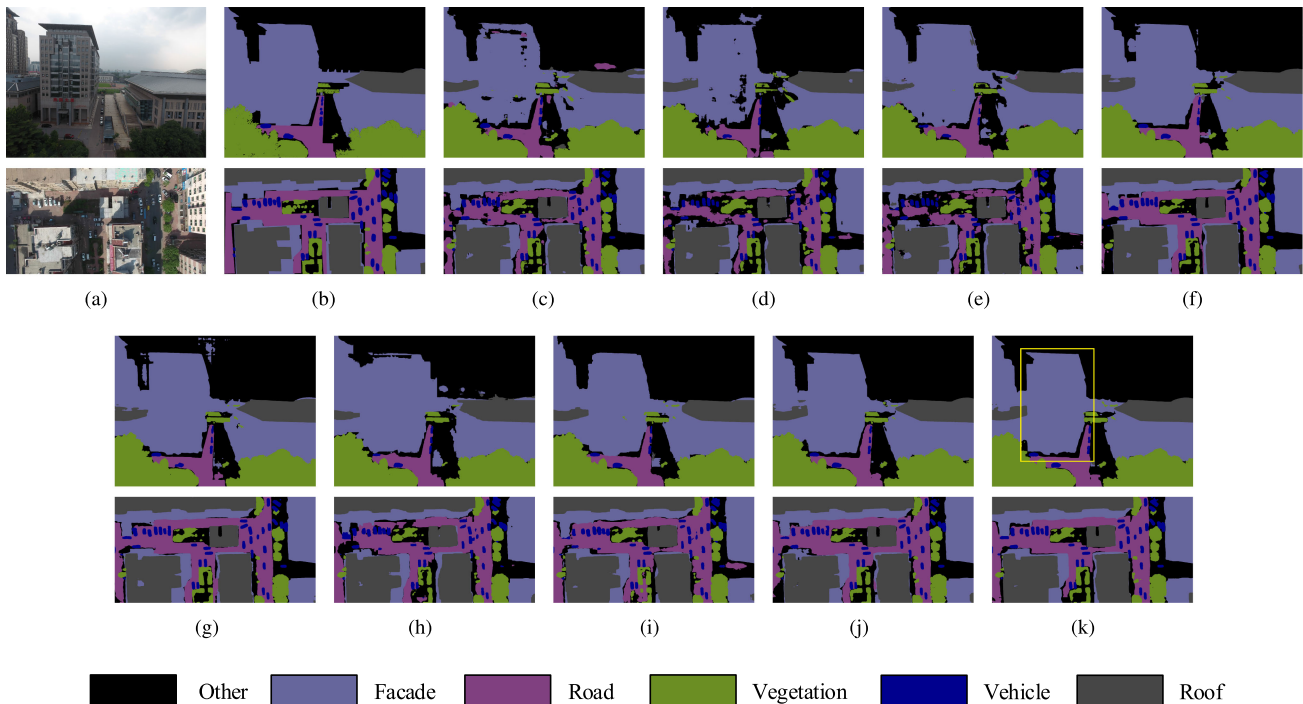 (a) (b) (c) (d) (e) (f)
(g) (h) (i) (j) (k)
Other Facade Road Vegetation Vehicle Roof